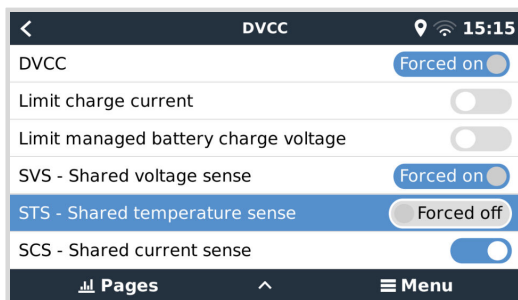 DVCC 15:15
DVCC Forced on
Limit charge current
Limit managed battery charge voltage
SVS - Shared voltage sense Forced on
STS - Shared temperature sense Forced off
SCS - Shared current sense
Pages Menu